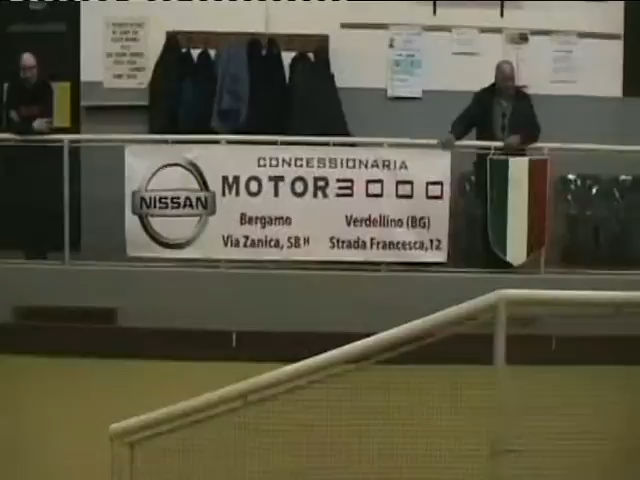 CONCESSIONARIA
MOTOR3000
NISSAN
Bergamo
Via Zanica, 58H
Verdellino (BG)
Strada Francesca, 12